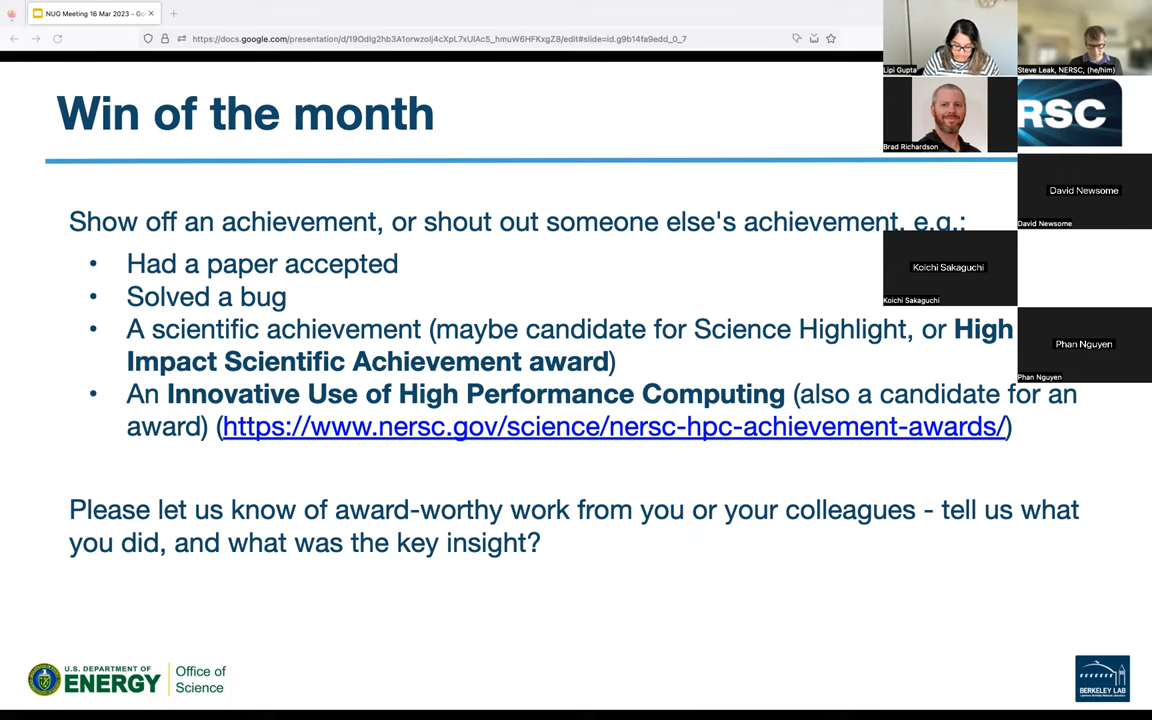 NUG Meeting 16 Mar 2023 - Go
https://docs.google.com/presentation/d/19Odlg2hb3A1orwzolj4cXpL7xUlAc5_hmuW6HFKxgZ8/edit#slide=id.g9b14fa9edd_0_7
Lipi Gupta
Steve Leak, NERSC, (he/him)
Brad Richardson
RSC
David Newsome
David Newsome
Koichi Sakaguchi
Koichi Sakaguchi
Phan Nguyen
Phan Nguyen
Win of the month
Show off an achievement, or shout out someone else's achievement, e.g.:
• Had a paper accepted
• Solved a bug
• A scientific achievement (maybe candidate for Science Highlight, or High
Impact Scientific Achievement award)
• An Innovative Use of High Performance Computing (also a candidate for an
award) (https://www.nersc.gov/science/nersc-hpc-achievement-awards/)
Please let us know of award-worthy work from you or your colleagues - tell us what
you did, and what was the key insight?
U.S. DEPARTMENT OF
ENERGY
Office of
Science
BERKELEY LAB